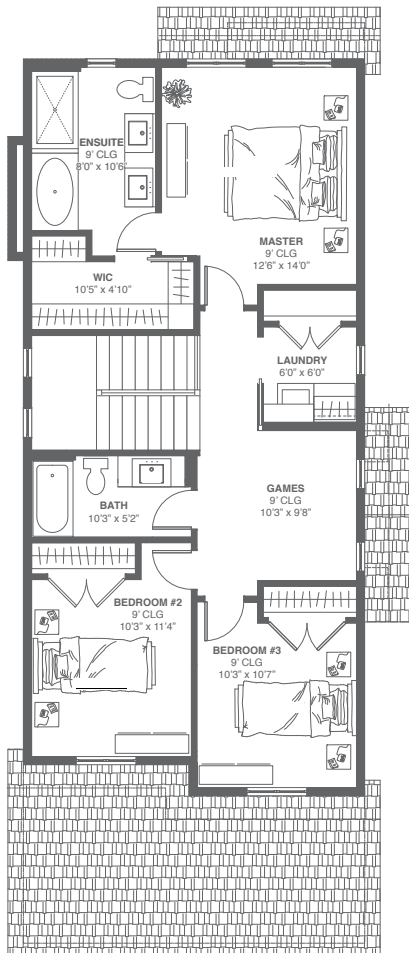 ENSUITE
9' CLG
8'0" x 10'6"
MASTER
9' CLG
12'6" x 14'0"
WIC
10'5" x 4'10"
LAUNDRY
6'0" x 6'0"
GAMES
9' CLG
10'3" x 9'8"
BATH
10'3" x 5'2"
BEDROOM #2
9' CLG
10'3" x 11'4"
BEDROOM #3
9' CLG
10'3" x 10'7"